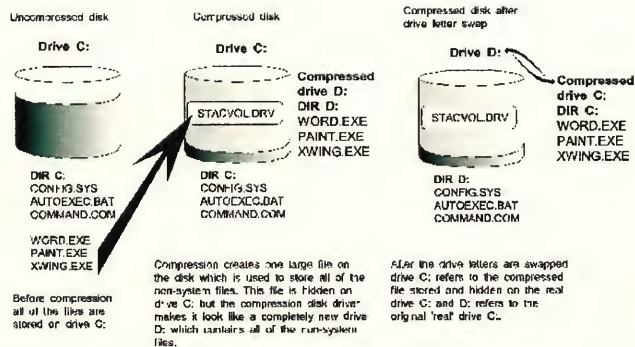 Uncompressed disk
Drive C:
DIR C:
CONFIG.SYS
AUTOEXEC.BAT
COMMAND.COM
WORD.EXE
PAINT.EXE
XWING.EXE
Before compression
all of the files are
stored on drive C:
Compressed disk
Drive C:
STACVOL.DRV
Compressed
drive D:
DIR D:
WORD.EXE
PAINT.EXE
XWING.EXE
DIR C:
CONFIG.SYS
AUTOEXEC.BAT
COMMAND.COM
Compression creates one large file on
the disk which is used to store all of the
non-system files. This file is hidden on
drive C: but the compression disk driver
makes it look like a completely new drive
D: which contains all of the non-system
files.
Compressed disk after
drive letter swap
Drive D:
STACVOL.DRV
Compressed
drive C:
DIR C:
WORD.EXE
PAINT.EXE
XWING.EXE
DIR D:
CONFIG.SYS
AUTOEXEC.BAT
COMMAND.COM
After the drive letters are swapped
drive C: refers to the compressed
file stored and hidden on the real
drive C: and D: refers to the
original 'real' drive C:.